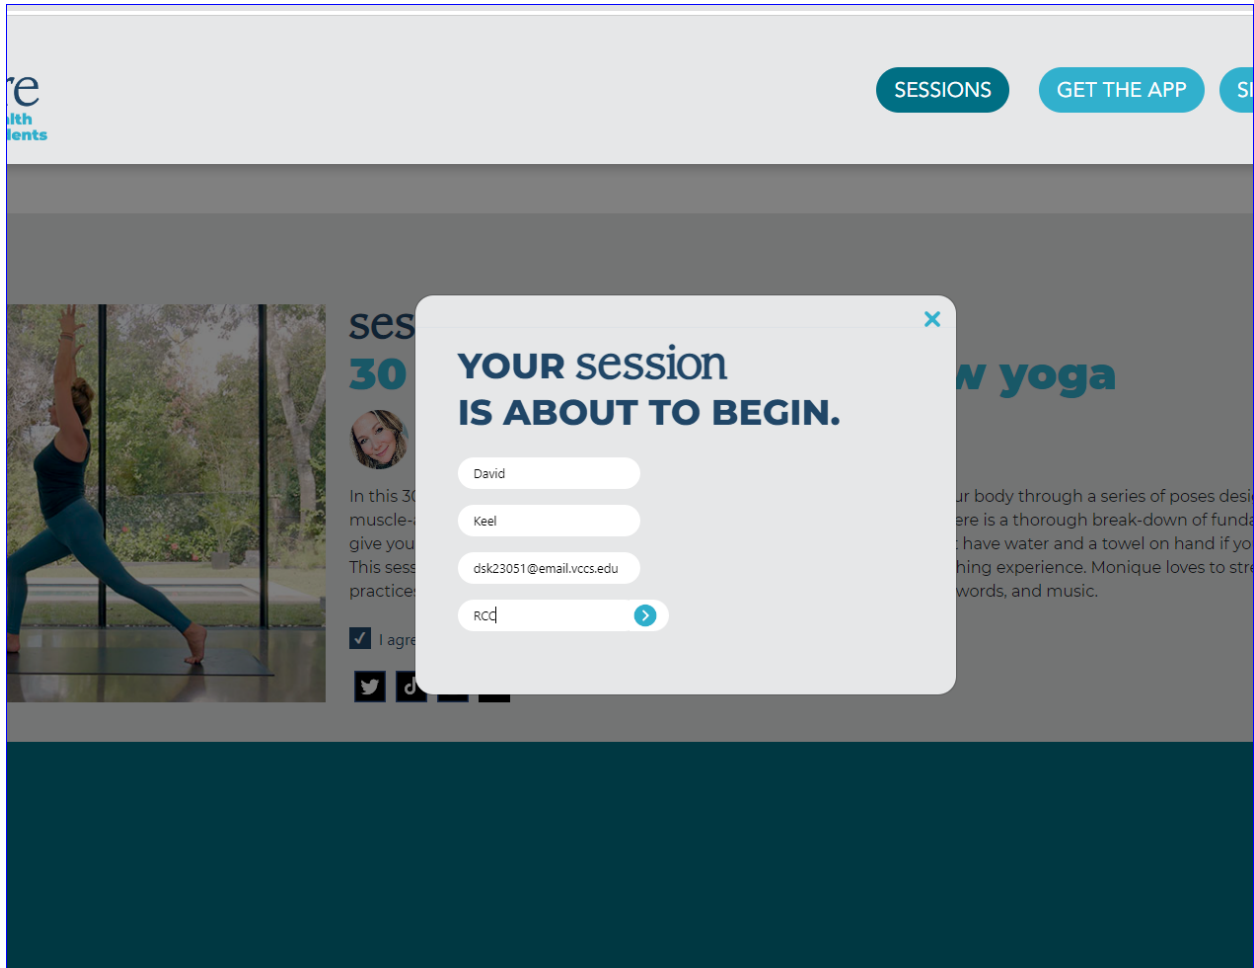 re
lth
dents
SESSIONS
GET THE APP
ses
30
w yoga
YOUR session
IS ABOUT TO BEGIN.
David
Keel
dsk23051@email.vccs.edu
RCC
In this 30
ur body through a series of poses desi
muscle-
ere is a thorough break-down of funda
give you
have water and a towel on hand if yo
This sess
hing experience. Monique loves to stre
practice
words, and music.
I agre